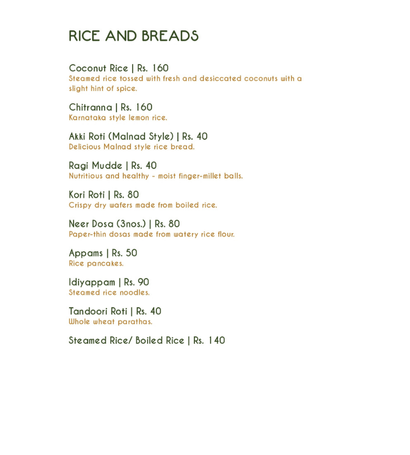 RICE AND BREADS
Coconut Rice | Rs. 160
Steamed rice tossed with fresh and desiccated coconuts with a
slight hint of spice.
Chitranna | Rs. 160
Karnataka style lemon rice.
Akki Roti (Malnad Style) | Rs. 40
Delicious Malnad style rice bread.
Ragi Mudde | Rs. 40
Nutritious and healthy - moist finger-millet balls.
Kori Roti | Rs. 80
Crispy dry wafers made from boiled rice.
Neer Dosa (3nos.) | Rs. 80
Paper-thin dosas made from watery rice flour.
Appams | Rs. 50
Rice pancakes.
Idiyappam | Rs. 90
Steamed rice noodles.
Tandoori Roti | Rs. 40
Whole wheat parathas.
Steamed Rice/ Boiled Rice | Rs. 140